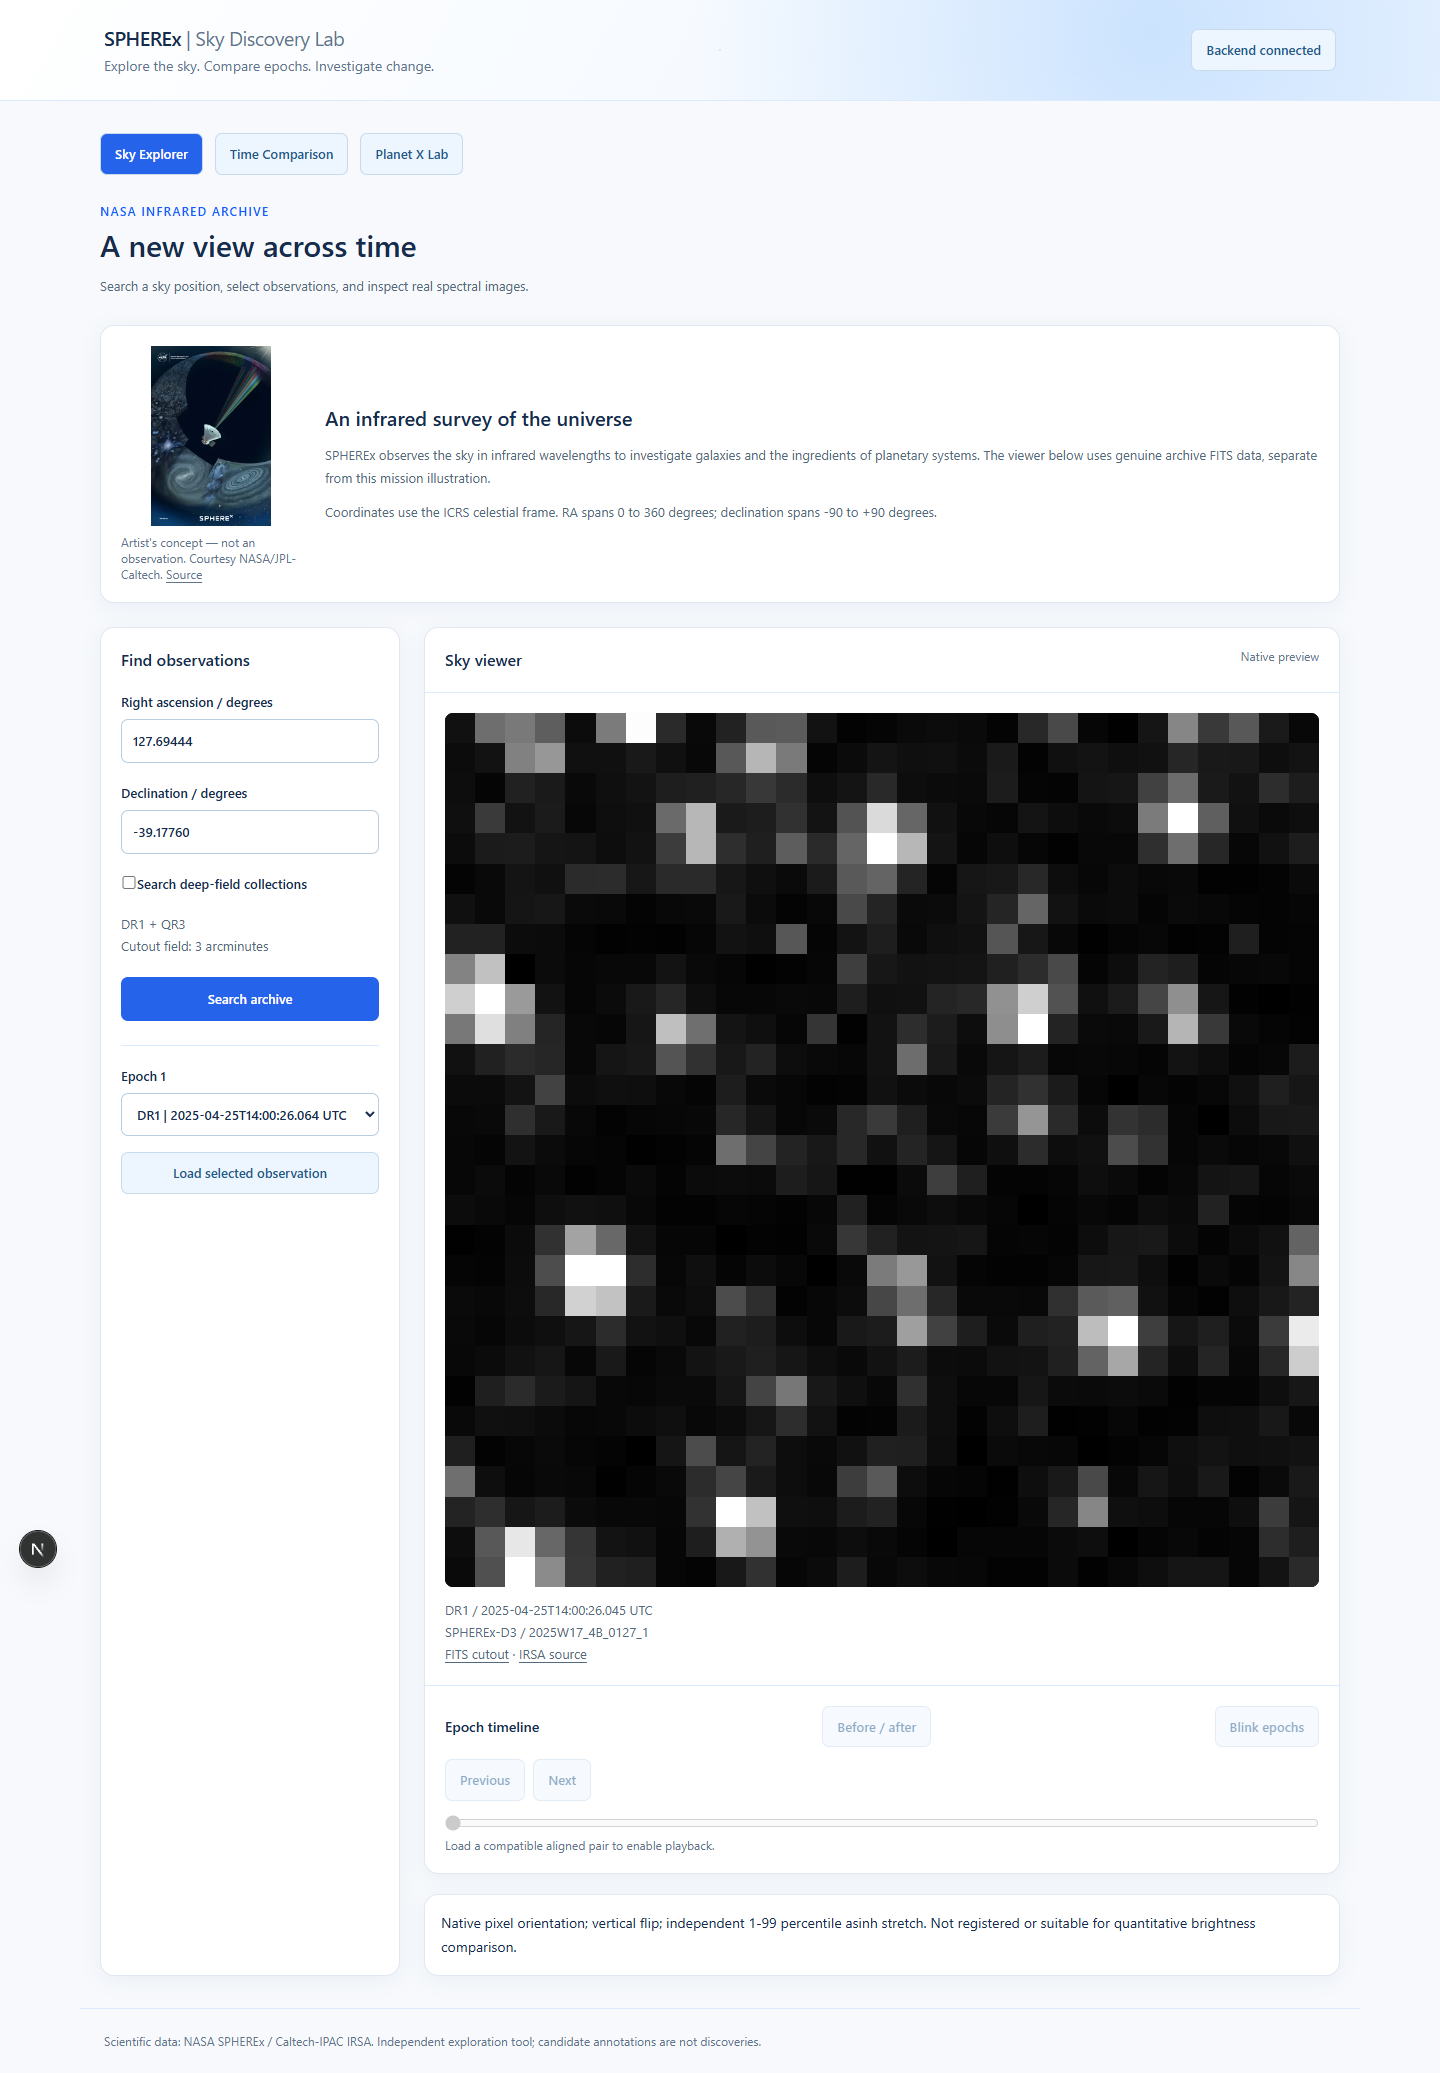 SPHEREx | Sky Discovery Lab
Explore the sky. Compare epochs. Investigate change.
Backend connected
Sky Explorer
Time Comparison
Planet X Lab
NASA INFRARED ARCHIVE
A new view across time
Search a sky position, select observations, and inspect real spectral images.
SPHEREx
Artist's concept — not an
observation. Courtesy NASA/JPL-
Caltech. Source
An infrared survey of the universe
SPHEREx observes the sky in infrared wavelengths to investigate galaxies and the ingredients of planetary systems. The viewer below uses genuine archive FITS data, separate
from this mission illustration.
Coordinates use the ICRS celestial frame. RA spans 0 to 360 degrees; declination spans -90 to +90 degrees.
Find observations
Right ascension / degrees
127.69444
Declination / degrees
-39.17760
Search deep-field collections
DR1 + QR3
Cutout field: 3 arcminutes
Search archive
Epoch 1
DR1 | 2025-04-25T14:00:26.064 UTC
Load selected observation
Sky viewer
Native preview
DR1 / 2025-04-25T14:00:26.045 UTC
SPHEREx-D3 / 2025W17_4B_0127_1
FITS cutout · IRSA source
Epoch timeline
Before / after
Blink epochs
Previous
Next
Load a compatible aligned pair to enable playback.
Native pixel orientation; vertical flip; independent 1-99 percentile asinh stretch. Not registered or suitable for quantitative brightness
comparison.
N
Scientific data: NASA SPHEREx / Caltech-IPAC IRSA. Independent exploration tool; candidate annotations are not discoveries.